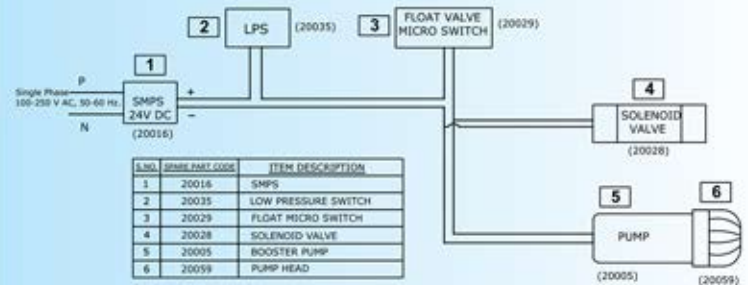 2
LPS
(20035)
3
FLOAT VALVE
MICRO SWITCH
(20029)
1
P
Single Phase
100-250 V AC, 50-60 Hz.
N
SMPS
24V DC
+
−
(20016)
4
SOLENOID
VALVE
(20028)
S.NO. SPARE PART CODE ITEM DESCRIPTION
1 20016 SMPS
2 20035 LOW PRESSURE SWITCH
3 20029 FLOAT MICRO SWITCH
4 20028 SOLENOID VALVE
5 20005 BOOSTER PUMP
6 20059 PUMP HEAD
5
6
PUMP
(20005)
(20059)